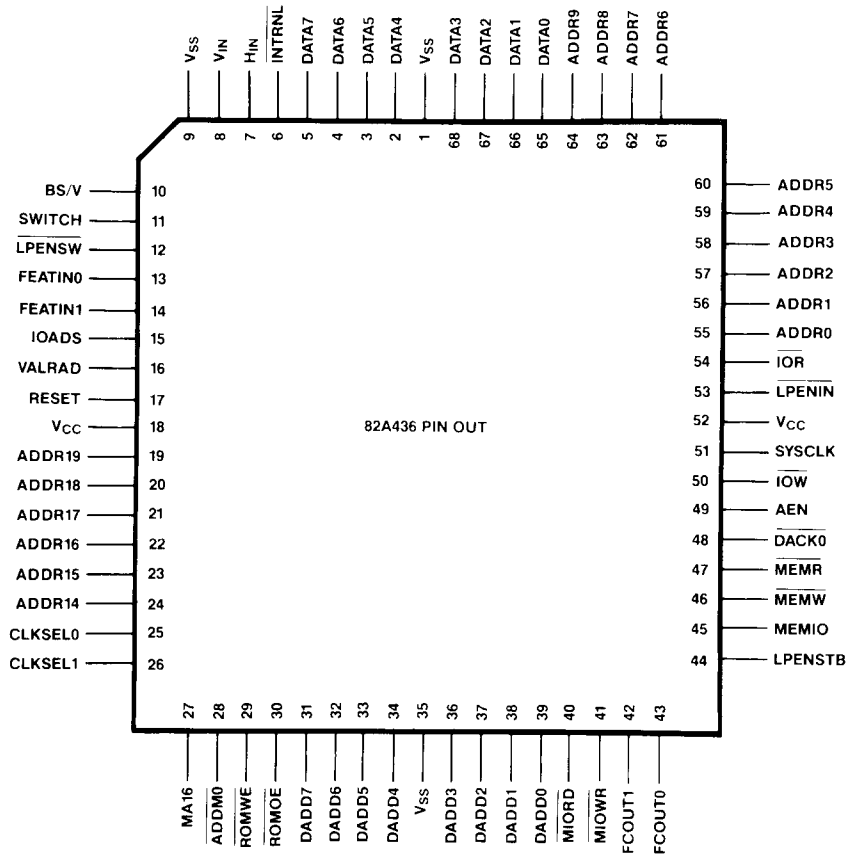 VSS
VIN
HIN
INTRNL
DATA7
DATA6
DATA5
DATA4
VSS
DATA3
DATA2
DATA1
DATA0
ADDR9
ADDR8
ADDR7
ADDR6
9 8 7 6 5 4 3 2 1 68 67 66 65 64 63 62 61
BS/V 10
SWITCH 11
LPENSW 12
FEATIN0 13
FEATIN1 14
IOADS 15
VALRAD 16
RESET 17
VCC 18
ADDR19 19
ADDR18 20
ADDR17 21
ADDR16 22
ADDR15 23
ADDR14 24
CLKSEL0 25
CLKSEL1 26
82A436 PIN OUT
60 ADDR5
59 ADDR4
58 ADDR3
57 ADDR2
56 ADDR1
55 ADDR0
54 IOR
53 LPENIN
52 VCC
51 SYSCLK
50 IOW
49 AEN
48 DACK0
47 MEMR
46 MEMW
45 MEMIO
44 LPENSTB
27 28 29 30 31 32 33 34 35 36 37 38 39 40 41 42 43
MA16
ADDM0
ROMWE
ROMOE
DADD7
DADD6
DADD5
DADD4
VSS
DADD3
DADD2
DADD1
DADD0
MIORD
MIOWR
FCOUT1
FCOUT0